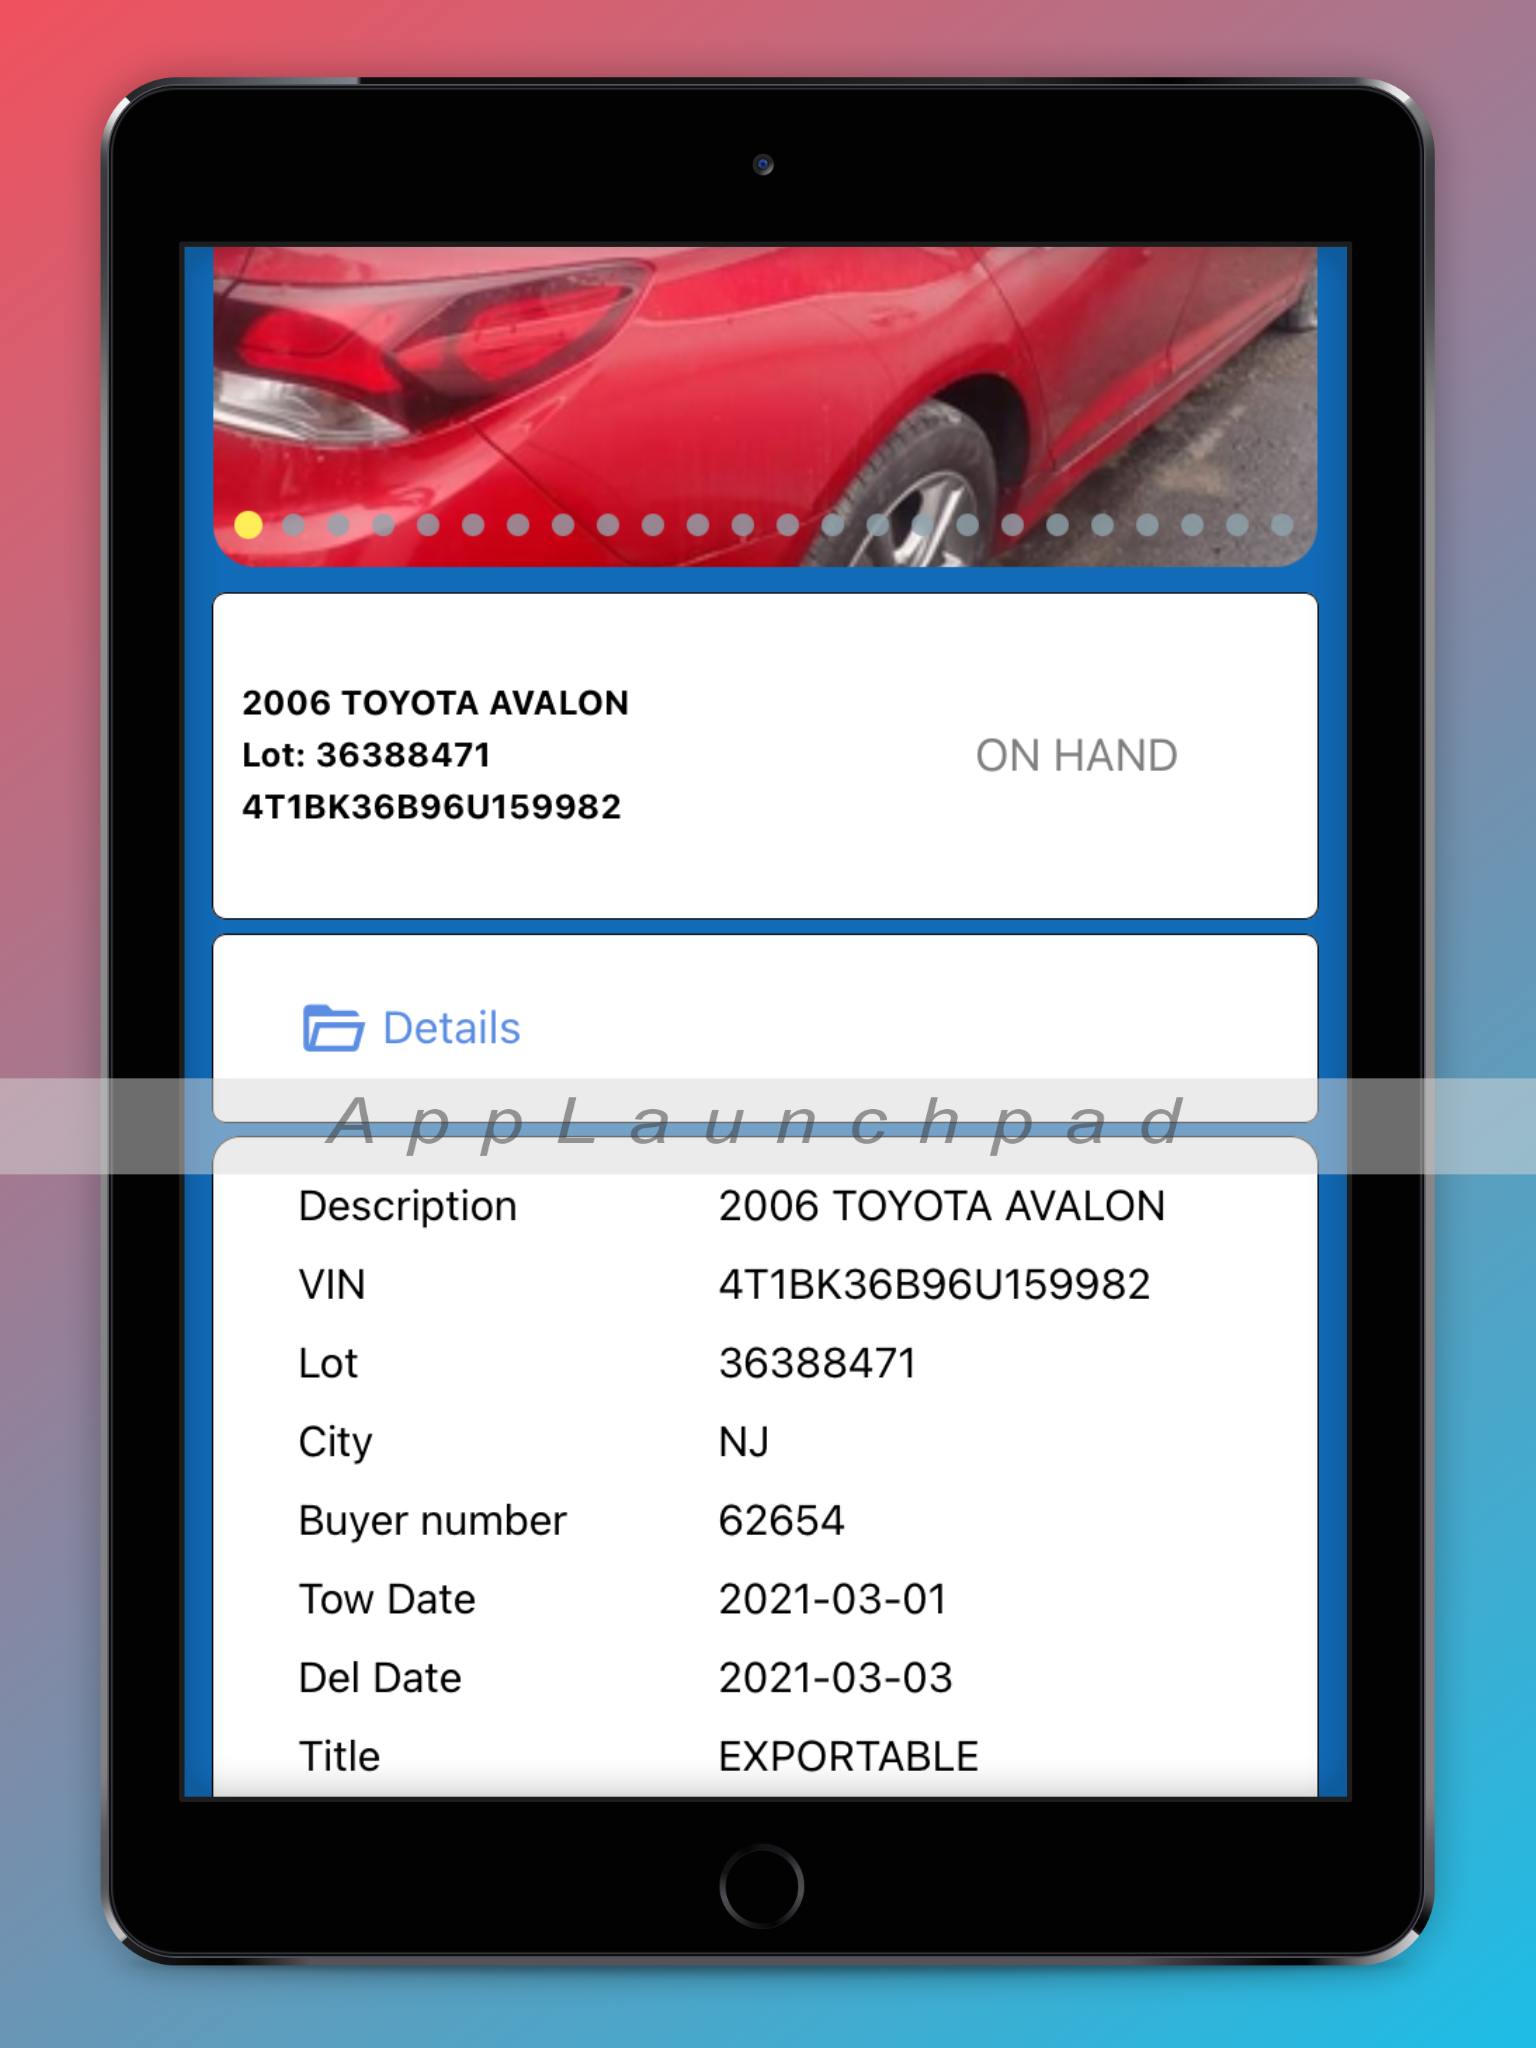 2006 TOYOTA AVALON
Lot: 36388471
4T1BK36B96U159982
ON HAND
Details
AppLaunchpad
Description 2006 TOYOTA AVALON
VIN 4T1BK36B96U159982
Lot 36388471
City NJ
Buyer number 62654
Tow Date 2021-03-01
Del Date 2021-03-03
Title EXPORTABLE